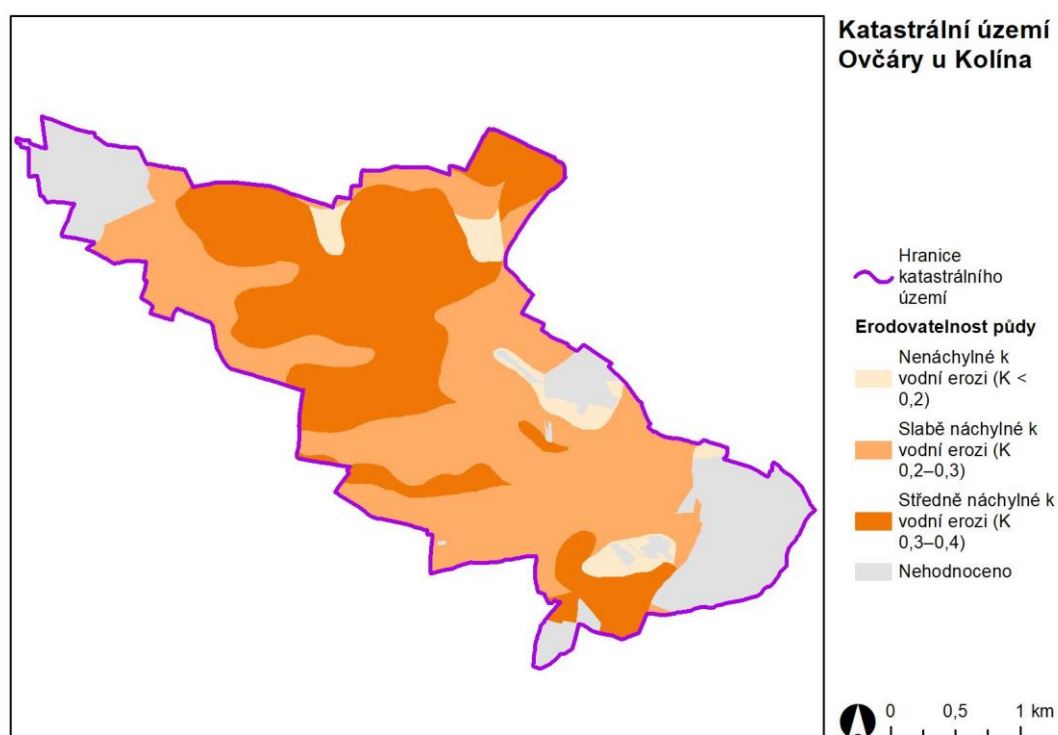 Katastrální území
Ovčáry u Kolína
Hranice
katastrálního
území
Erodovatelnost půdy
Nenáchylné k
vodní erozi (K <
0,2)
Slabě náchylné k
vodní erozi (K
0,2–0,3)
Středně náchylné k
vodní erozi (K
0,3–0,4)
Nehodnoceno
0 0,5 1 km